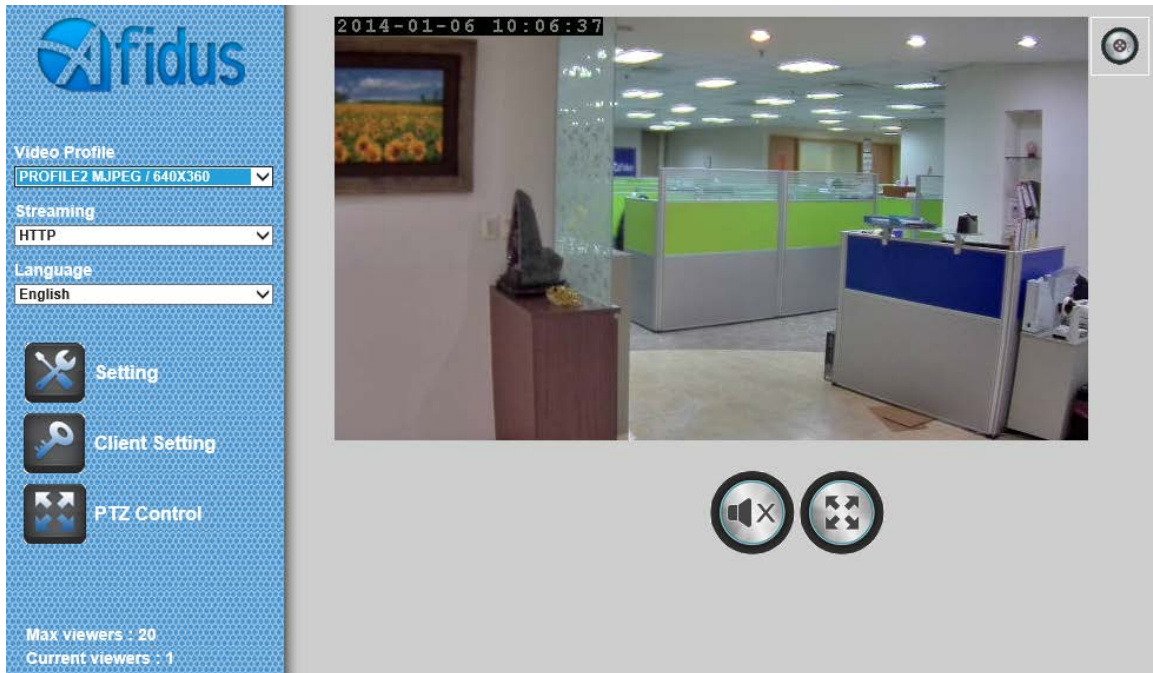 Afidus
Video Profile
PROFILE2 MJPEG / 640X360
Streaming
HTTP
Language
English
Setting
Client Setting
PTZ Control
Max viewers : 20
Current viewers : 1
2014-01-06 10:06:37